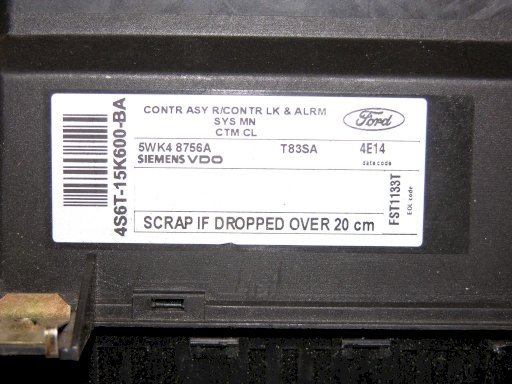 CONTR ASY R/CONTR LK & ALRM
SYS MN
CTM CL
Ford
5WK4 8756A T83SA 4E14
SIEMENS VDO date code
SCRAP IF DROPPED OVER 20 cm
4S6T-15K600-BA
FST1133T
EOL code